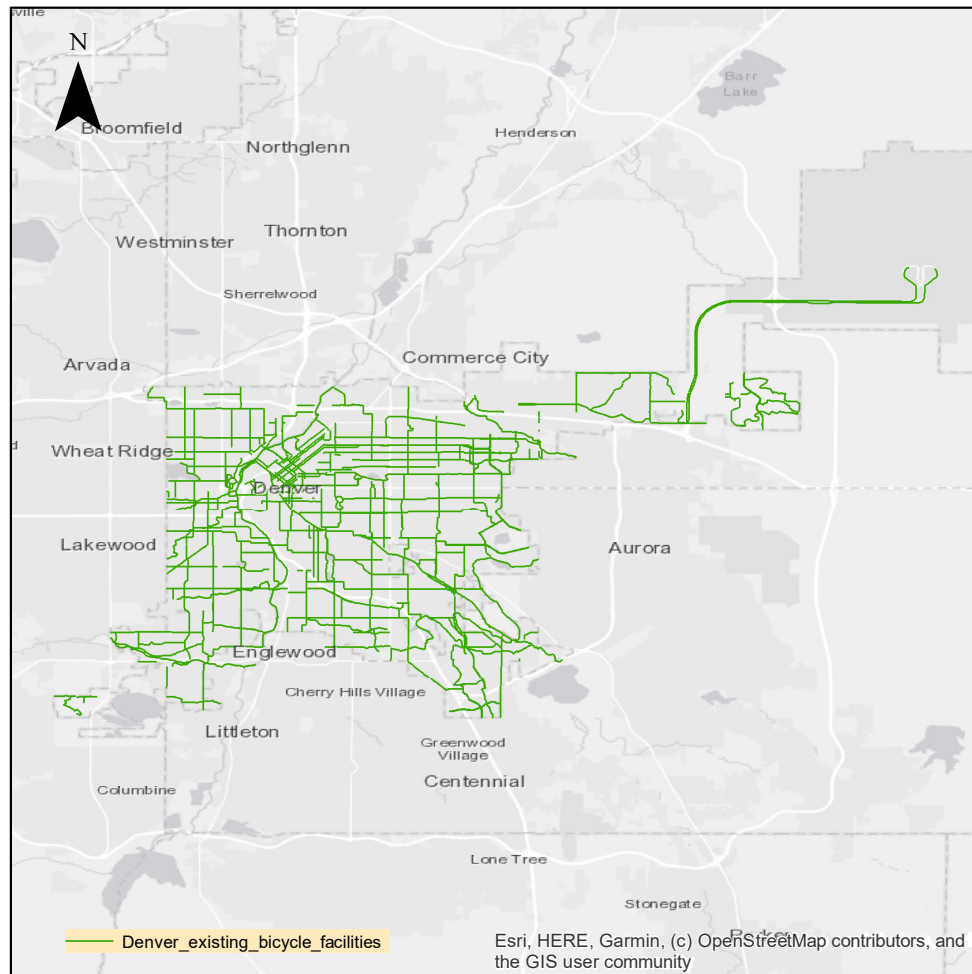 sville
N
Barr
Lake
Broomfield
Henderson
Northglenn
Thornton
Westminster
Sherrelwood
Commerce City
Arvada
d
Wheat Ridge
Denver
Lakewood
Aurora
Englewood
Cherry Hills Village
Littleton
Greenwood
Village
Centennial
Columbine
Lone Tree
Stonegate
Parker
Denver_existing_bicycle_facilities
Esri, HERE, Garmin, (c) OpenStreetMap contributors, and
the GIS user community